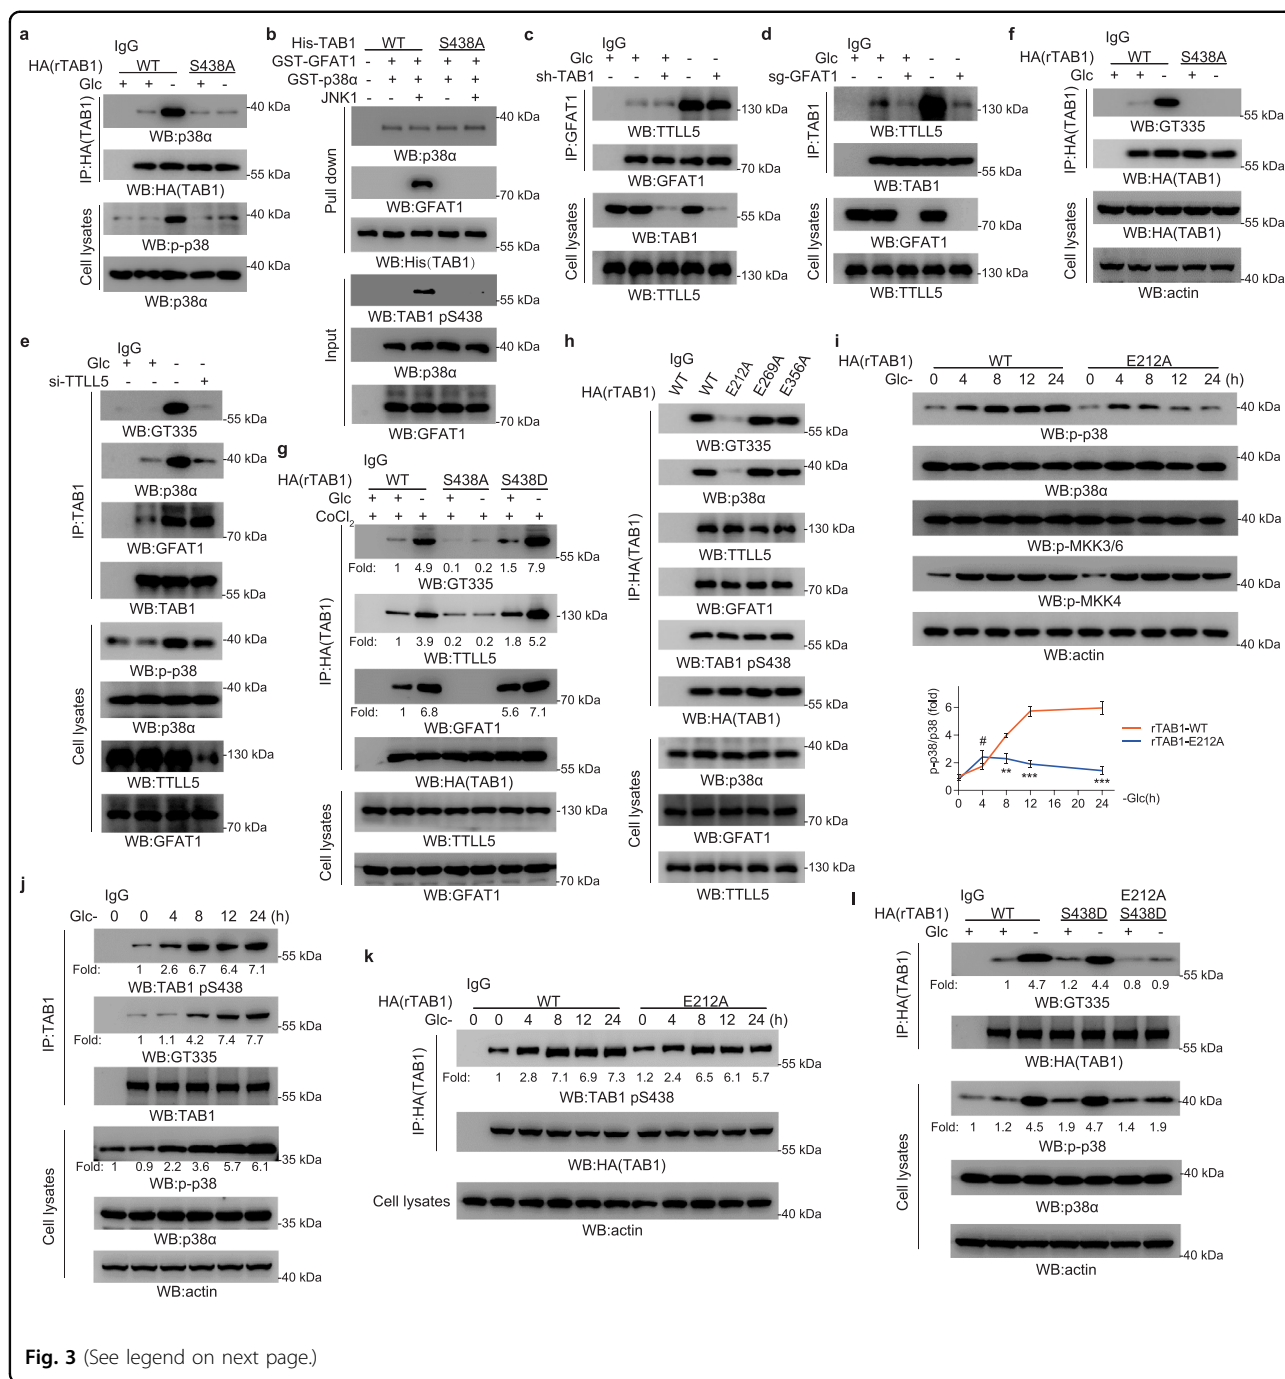 a
IgG
HA(rTAB1) WT S438A
Glc + + - + -
IP:HA(TAB1)
-40 kDa
WB:p38α
-55 kDa
WB:HA(TAB1)
Cell lysates
-40 kDa
WB:p-p38
-40 kDa
WB:p38α
b
His-TAB1 WT S438A
GST-GFAT1 - + + + +
GST-p38α - + + + +
JNK1 - - + - +
Pull down
-40 kDa
WB:p38α
-70 kDa
WB:GFAT1
-55 kDa
WB:His(TAB1)
Input
-55 kDa
WB:TAB1 pS438
-40 kDa
WB:p38α
-70 kDa
WB:GFAT1
c
IgG
Glc + + + - -
sh-TAB1 - - + - +
IP:GFAT1
-130 kDa
WB:TTLL5
-70 kDa
WB:GFAT1
Cell lysates
-55 kDa
WB:TAB1
-130 kDa
WB:TTLL5
d
IgG
Glc + + + - -
sg-GFAT1 - - + - +
IP:TAB1
-130 kDa
WB:TTLL5
-55 kDa
WB:TAB1
Cell lysates
-70 kDa
WB:GFAT1
-130 kDa
WB:TTLL5
f
IgG
HA(rTAB1) WT S438A
Glc + + - + -
IP:HA(TAB1)
-55 kDa
WB:GT335
-55 kDa
WB:HA(TAB1)
Cell lysates
-55 kDa
WB:HA(TAB1)
-40 kDa
WB:actin
e
IgG
Glc + + - -
si-TTLL5 - - - +
IP:TAB1
-55 kDa
WB:GT335
-40 kDa
WB:p38α
-70 kDa
WB:GFAT1
-55 kDa
WB:TAB1
Cell lysates
-40 kDa
WB:p-p38
-40 kDa
WB:p38α
-130 kDa
WB:TTLL5
-70 kDa
WB:GFAT1
g
IgG
HA(rTAB1) WT S438A S438D
Glc + + - + - + -
CoCl2 + + + + + + +
IP:HA(TAB1)
-55 kDa
Fold: 1 4.9 0.1 0.2 1.5 7.9
WB:GT335
-130 kDa
Fold: 1 3.9 0.2 0.2 1.8 5.2
WB:TTLL5
-70 kDa
Fold: 1 6.8 5.6 7.1
WB:GFAT1
-55 kDa
WB:HA(TAB1)
Cell lysates
-130 kDa
WB:TTLL5
-70 kDa
WB:GFAT1
h
IgG
HA(rTAB1) WT WT E212A E269A E356A
IP:HA(TAB1)
-55 kDa
WB:GT335
-40 kDa
WB:p38α
-130 kDa
WB:TTLL5
-70 kDa
WB:GFAT1
-55 kDa
WB:TAB1 pS438
-55 kDa
WB:HA(TAB1)
Cell lysates
-40 kDa
WB:p38α
-70 kDa
WB:GFAT1
-130 kDa
WB:TTLL5
i
HA(rTAB1) WT E212A
Glc- 0 4 8 12 24 0 4 8 12 24 (h)
-40 kDa
WB:p-p38
-40 kDa
WB:p38α
-40 kDa
WB:p-MKK3/6
-40 kDa
WB:p-MKK4
-40 kDa
WB:actin
p-p38/p38 (fold)
6
4
2
0
# ** *** ***
rTAB1-WT
rTAB1-E212A
0 4 8 12 16 20 24 -Glc(h)
j
IgG
Glc- 0 0 4 8 12 24 (h)
IP:TAB1
-55 kDa
Fold: 1 2.6 6.7 6.4 7.1
WB:TAB1 pS438
-55 kDa
Fold: 1 1.1 4.2 7.4 7.7
WB:GT335
-55 kDa
WB:TAB1
Cell lysates
-35 kDa
Fold: 1 0.9 2.2 3.6 5.7 6.1
WB:p-p38
-35 kDa
WB:p38α
-40 kDa
WB:actin
k
IgG
HA(rTAB1) WT E212A
Glc- 0 0 4 8 12 24 0 4 8 12 24 (h)
IP:HA(TAB1)
-55 kDa
Fold: 1 2.8 7.1 6.9 7.3 1.2 2.4 6.5 6.1 5.7
WB:TAB1 pS438
-55 kDa
WB:HA(TAB1)
Cell lysates
-40 kDa
WB:actin
l
IgG E212A
HA(rTAB1) WT S438D S438D
Glc + + - + - + -
IP:HA(TAB1)
-55 kDa
Fold: 1 4.7 1.2 4.4 0.8 0.9
WB:GT335
-55 kDa
WB:HA(TAB1)
Cell lysates
-40 kDa
Fold: 1 1.2 4.5 1.9 4.7 1.4 1.9
WB:p-p38
-40 kDa
WB:p38α
-40 kDa
WB:actin
Fig. 3 (See legend on next page.)